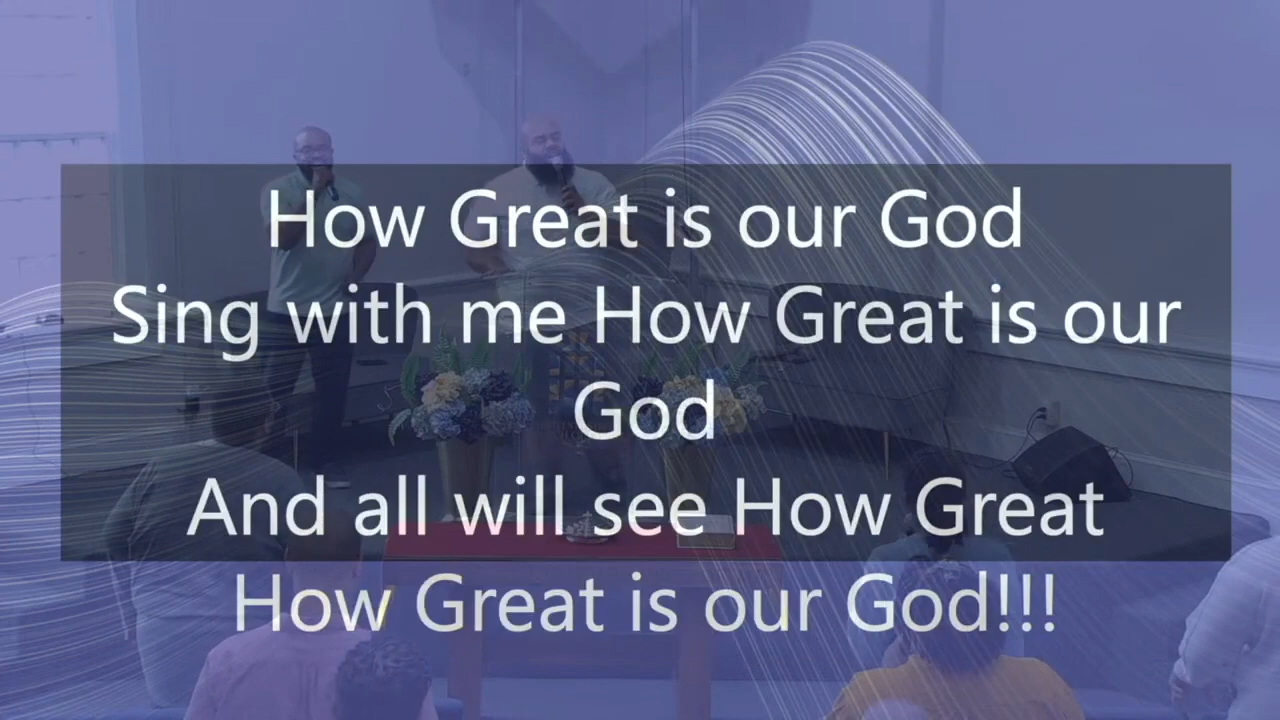 How Great is our God
Sing with me How Great is our
God
And all will see How Great
How Great is our God!!!